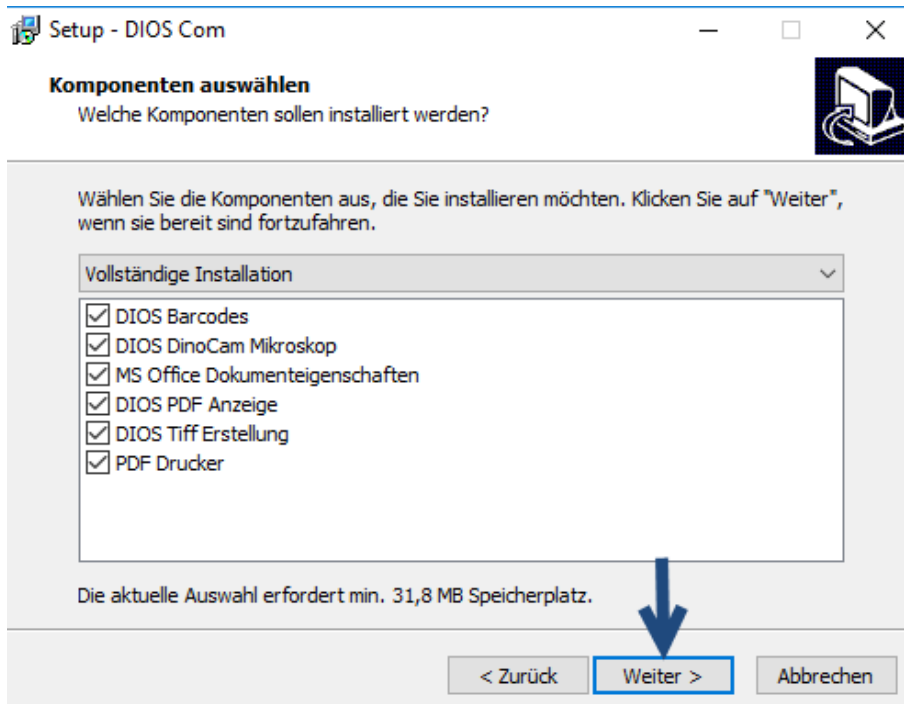 Setup - DIOS Com
Komponenten auswählen
Welche Komponenten sollen installiert werden?
Wählen Sie die Komponenten aus, die Sie installieren möchten. Klicken Sie auf "Weiter",
wenn sie bereit sind fortzufahren.
Vollständige Installation
DIOS Barcodes
DIOS DinoCam Mikroskop
MS Office Dokumenteigenschaften
DIOS PDF Anzeige
DIOS Tiff Erstellung
PDF Drucker
Die aktuelle Auswahl erfordert min. 31,8 MB Speicherplatz.
< Zurück Weiter > Abbrechen